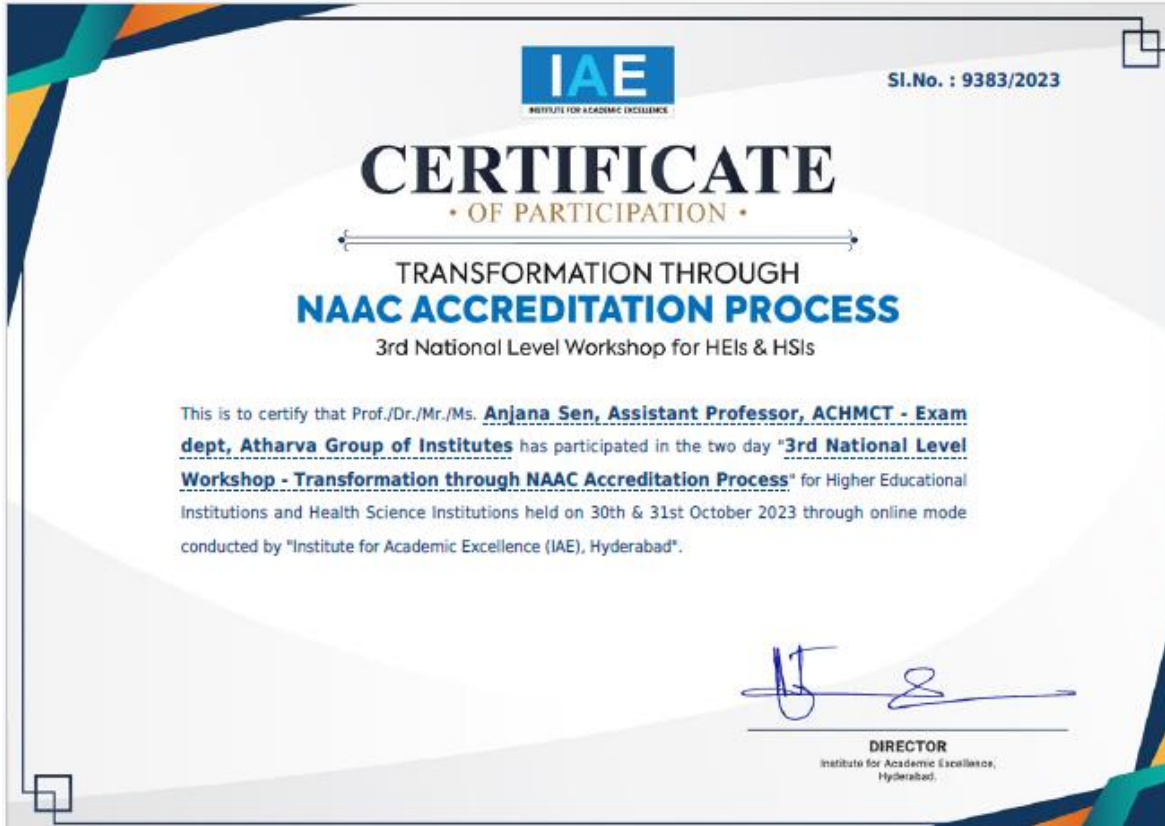 IAE
INSTITUTE FOR ACADEMIC EXCELLENCE
Sl.No. : 9383/2023
CERTIFICATE
• OF PARTICIPATION •
TRANSFORMATION THROUGH
NAAC ACCREDITATION PROCESS
3rd National Level Workshop for HEIs & HSIs
This is to certify that Prof./Dr./Mr./Ms. Anjana Sen, Assistant Professor, ACHMCT - Exam
dept, Atharva Group of Institutes has participated in the two day "3rd National Level
Workshop - Transformation through NAAC Accreditation Process" for Higher Educational
Institutions and Health Science Institutions held on 30th & 31st October 2023 through online mode
conducted by "Institute for Academic Excellence (IAE), Hyderabad".
DIRECTOR
Institute for Academic Excellence,
Hyderabad.